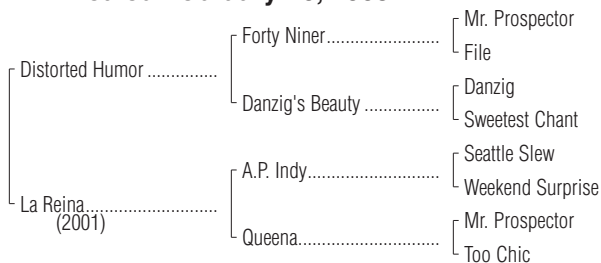 Forty Niner
Mr. Prospector
File
Distorted Humor
Danzig's Beauty
Danzig
Sweetest Chant
A.P. Indy
Seattle Slew
Weekend Surprise
La Reina
(2001)
Queena
Mr. Prospector
Too Chic